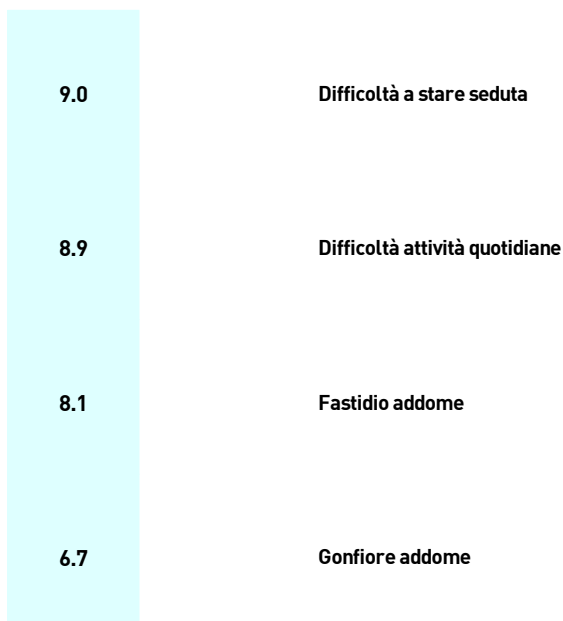 9.0 Difficoltà a stare seduta
8.9 Difficoltà attività quotidiane
8.1 Fastidio addome
6.7 Gonfiore addome